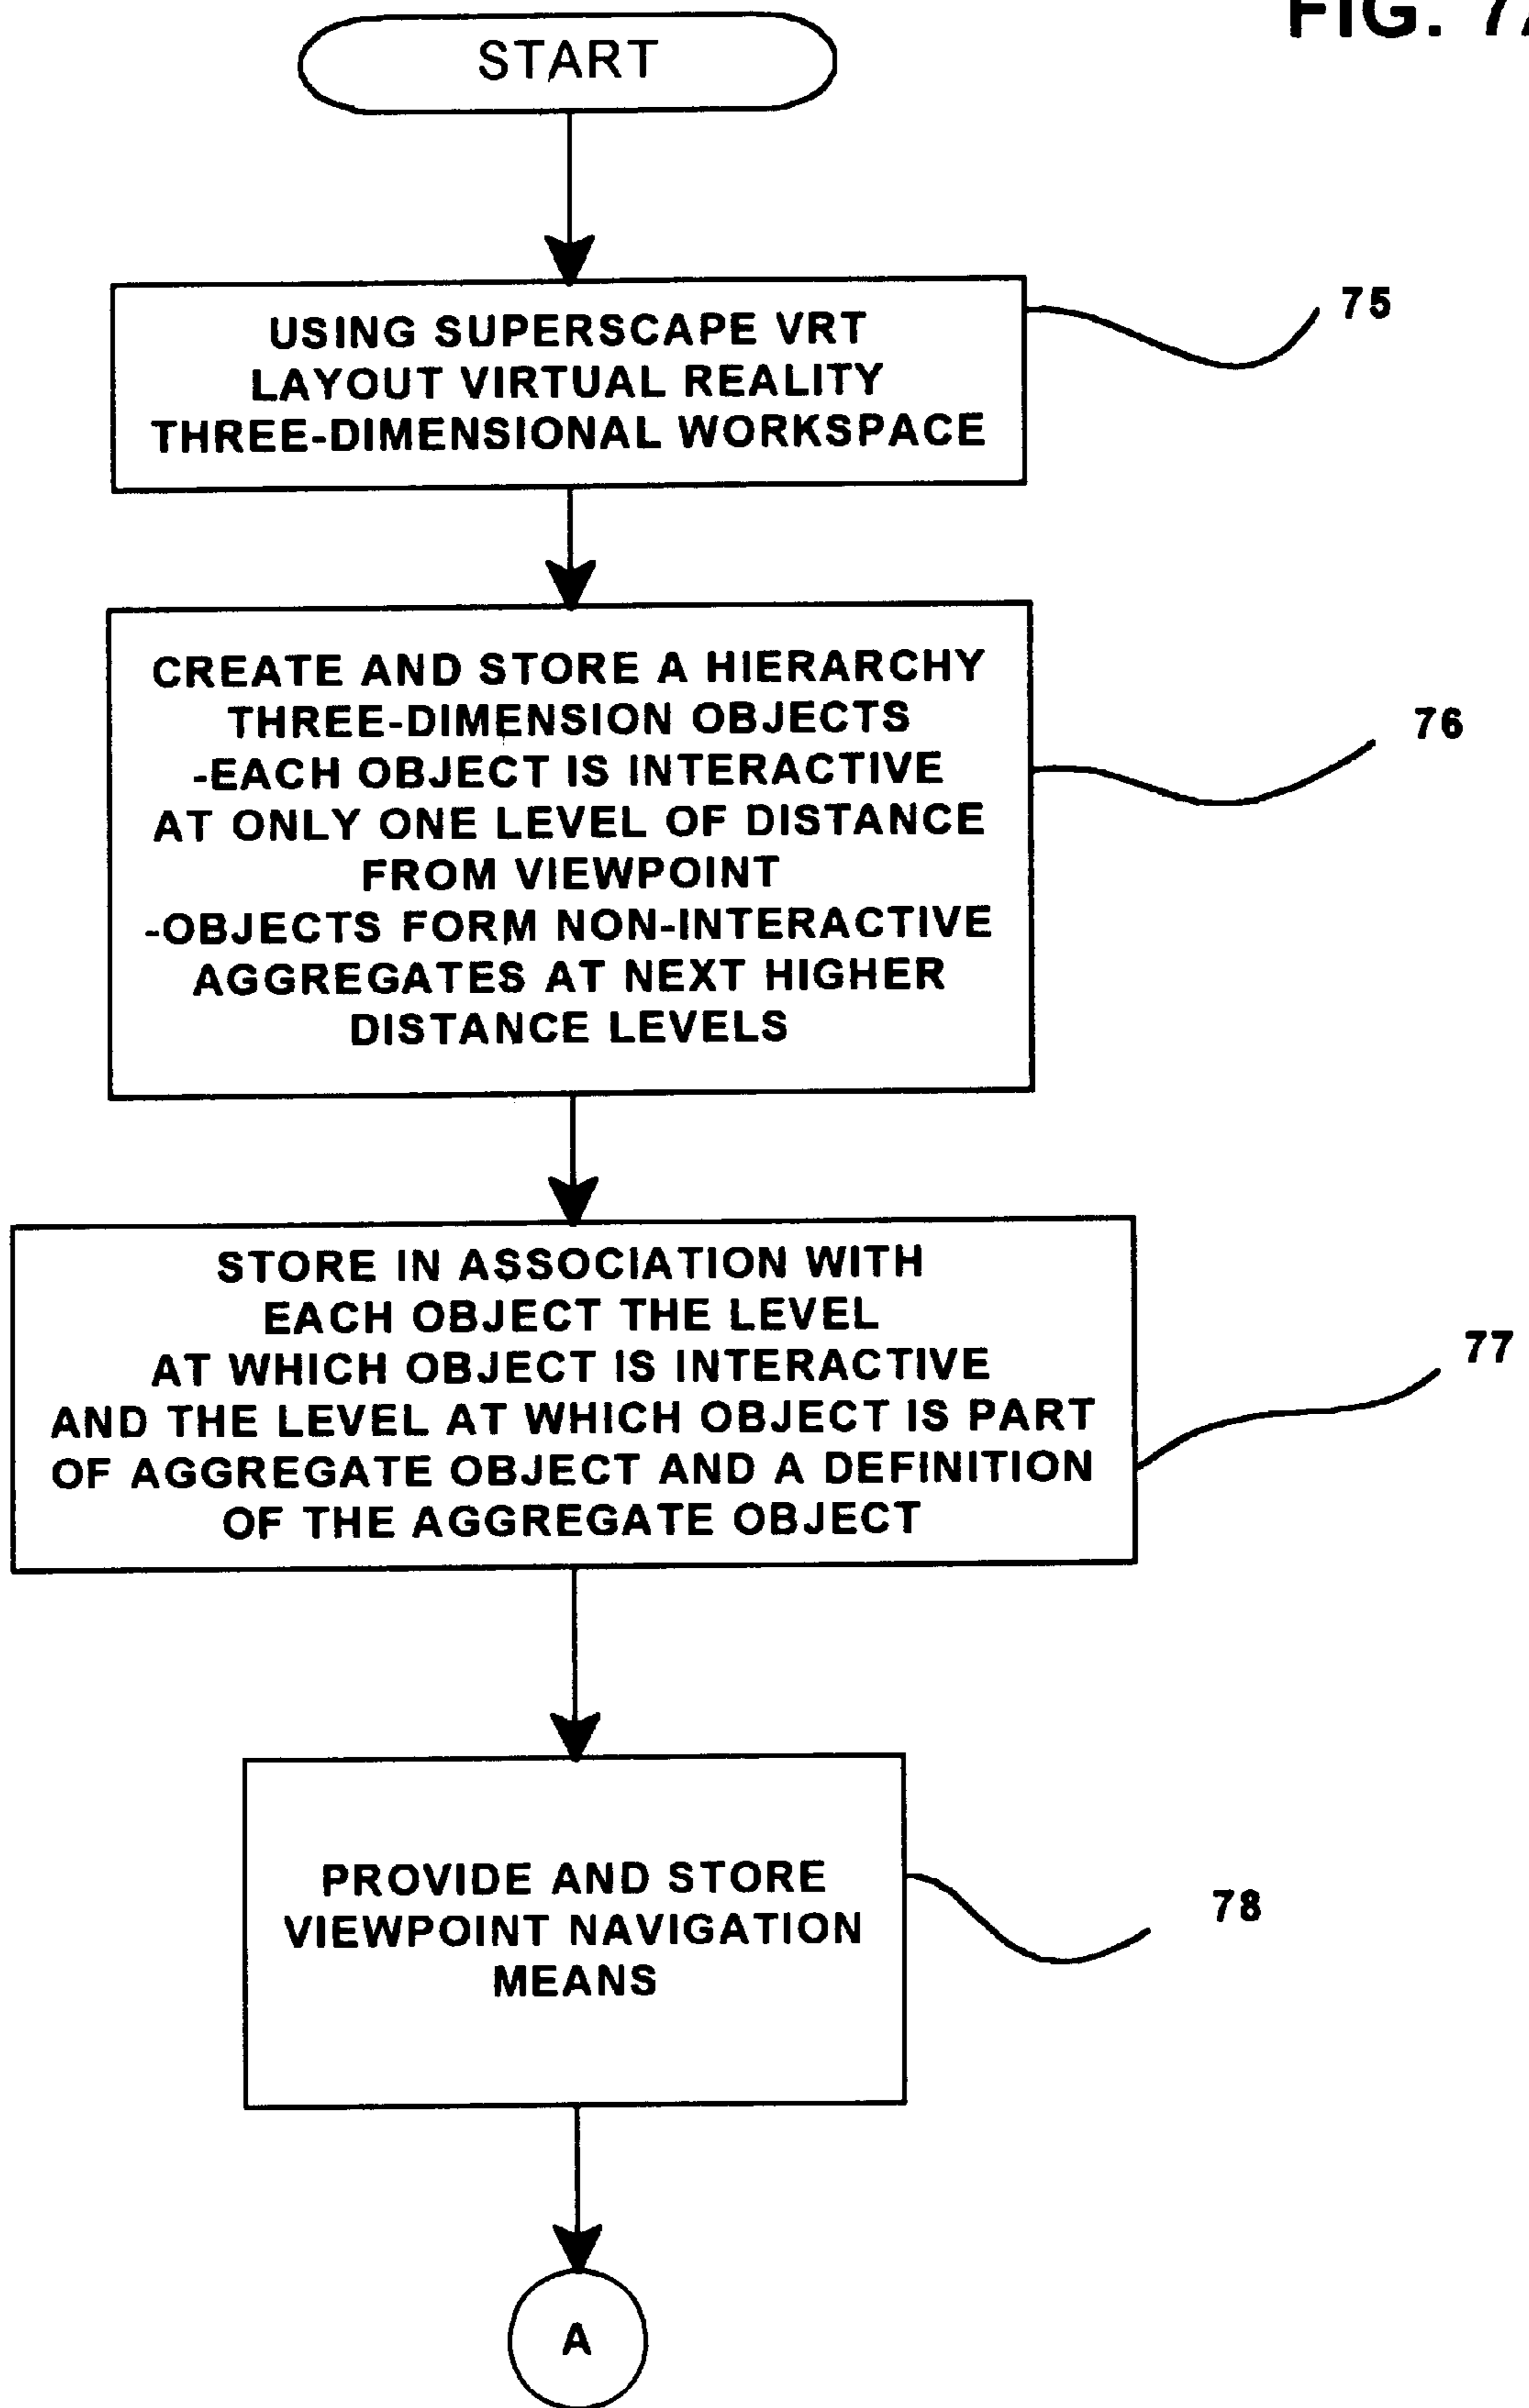 FIG. 7A
START
USING SUPERSCAPE VRT
LAYOUT VIRTUAL REALITY
THREE-DIMENSIONAL WORKSPACE
75
CREATE AND STORE A HIERARCHY
THREE-DIMENSION OBJECTS
-EACH OBJECT IS INTERACTIVE
AT ONLY ONE LEVEL OF DISTANCE
FROM VIEWPOINT
-OBJECTS FORM NON-INTERACTIVE
AGGREGATES AT NEXT HIGHER
DISTANCE LEVELS
76
STORE IN ASSOCIATION WITH
EACH OBJECT THE LEVEL
AT WHICH OBJECT IS INTERACTIVE
AND THE LEVEL AT WHICH OBJECT IS PART
OF AGGREGATE OBJECT AND A DEFINITION
OF THE AGGREGATE OBJECT
77
PROVIDE AND STORE
VIEWPOINT NAVIGATION
MEANS
78
A